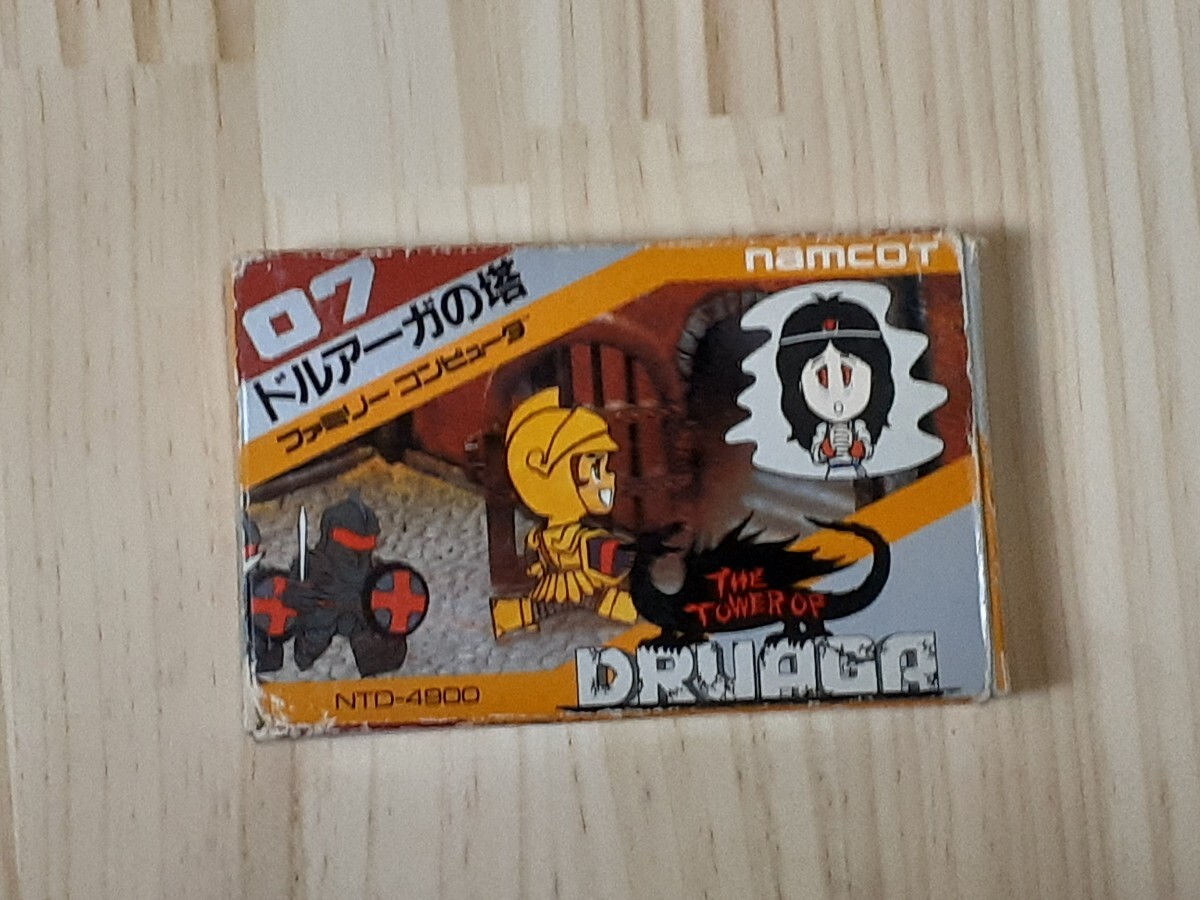 07
ドルアーガの塔
ファミリー コンピュータ
namcot
THE
TOWER OF
DRUAGA
NTD-4900